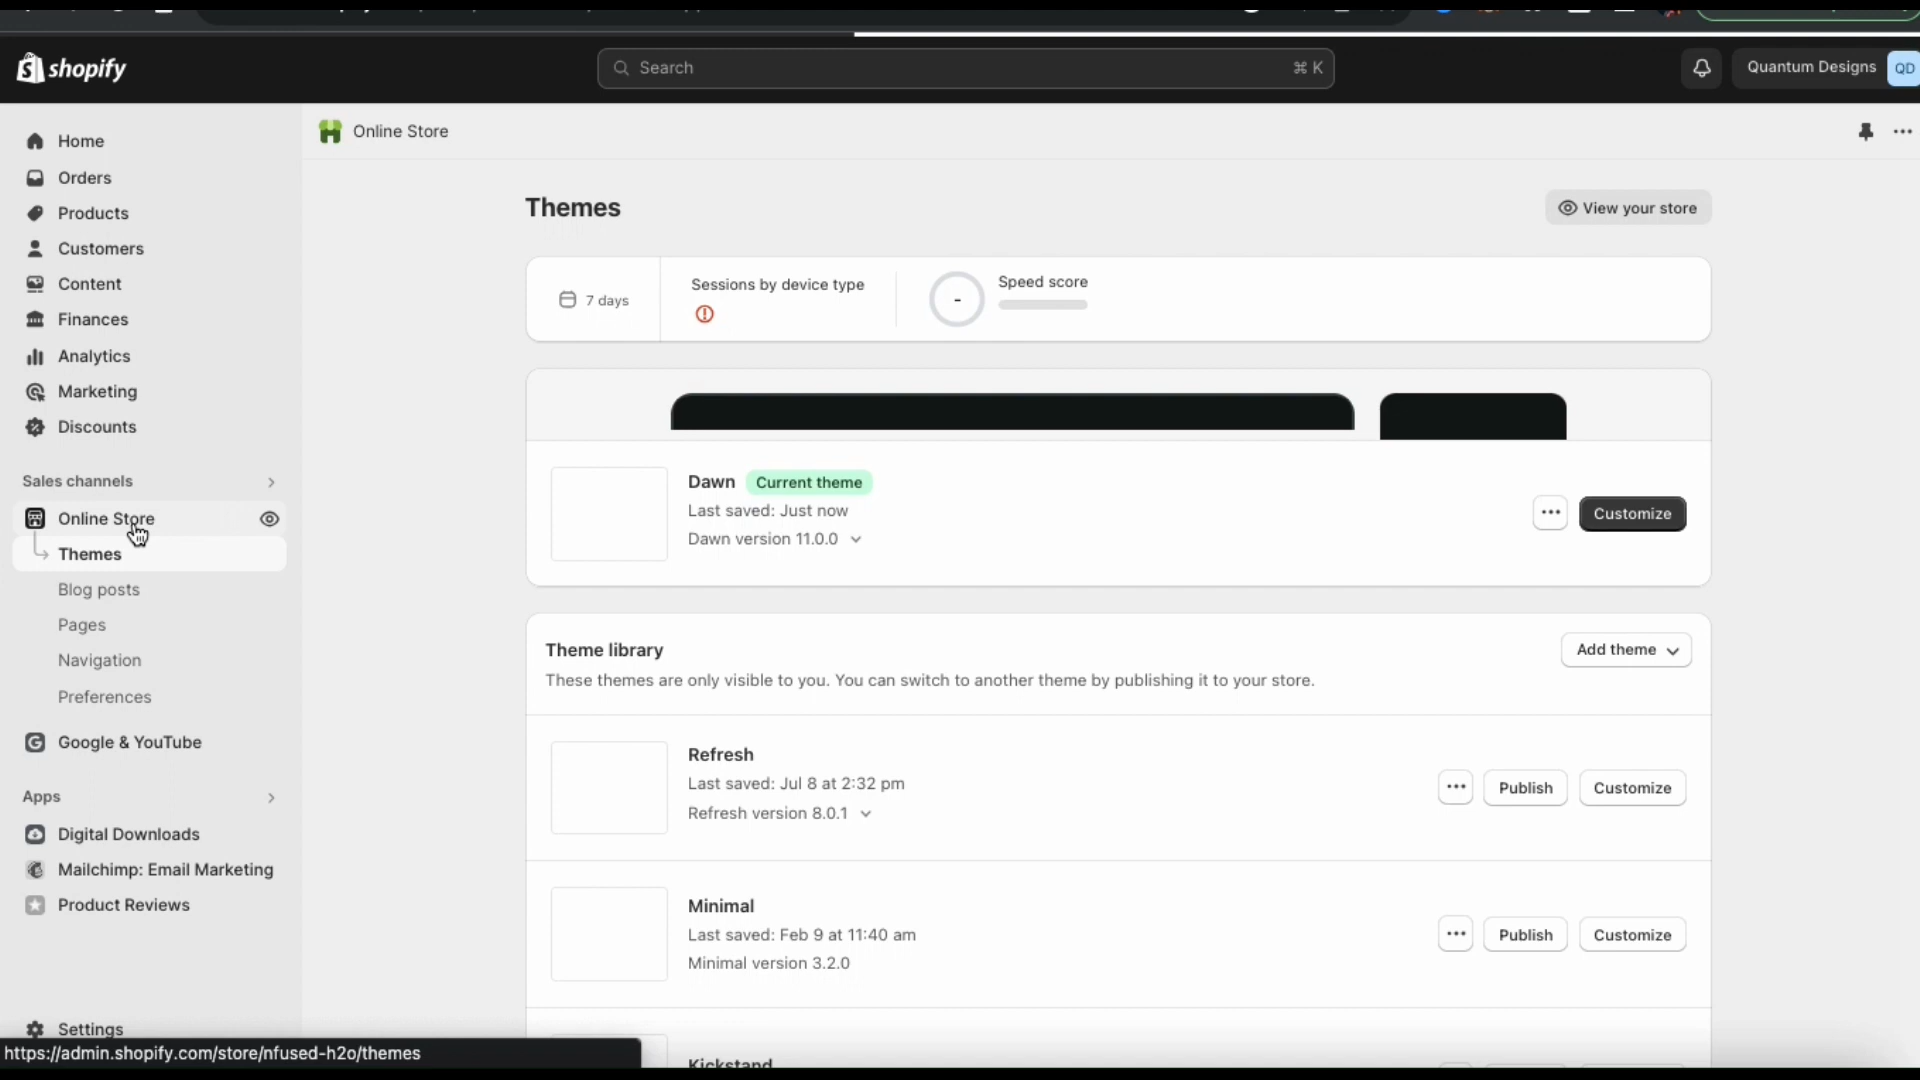 shopify
Search
⌘ K
Quantum Designs
QD
Home
Orders
Products
Customers
Content
Finances
Analytics
Marketing
Discounts
Sales channels
Online Store
Themes
Blog posts
Pages
Navigation
Preferences
Google & YouTube
Apps
Digital Downloads
Mailchimp: Email Marketing
Product Reviews
Settings
https://admin.shopify.com/store/nfused-h2o/themes
Online Store
Themes
View your store
7 days
Sessions by device type
-
Speed score
Dawn
Current theme
Last saved: Just now
Dawn version 11.0.0
Customize
Theme library
Add theme
These themes are only visible to you. You can switch to another theme by publishing it to your store.
Refresh
Last saved: Jul 8 at 2:32 pm
Refresh version 8.0.1
Publish
Customize
Minimal
Last saved: Feb 9 at 11:40 am
Minimal version 3.2.0
Publish
Customize
Kickstand